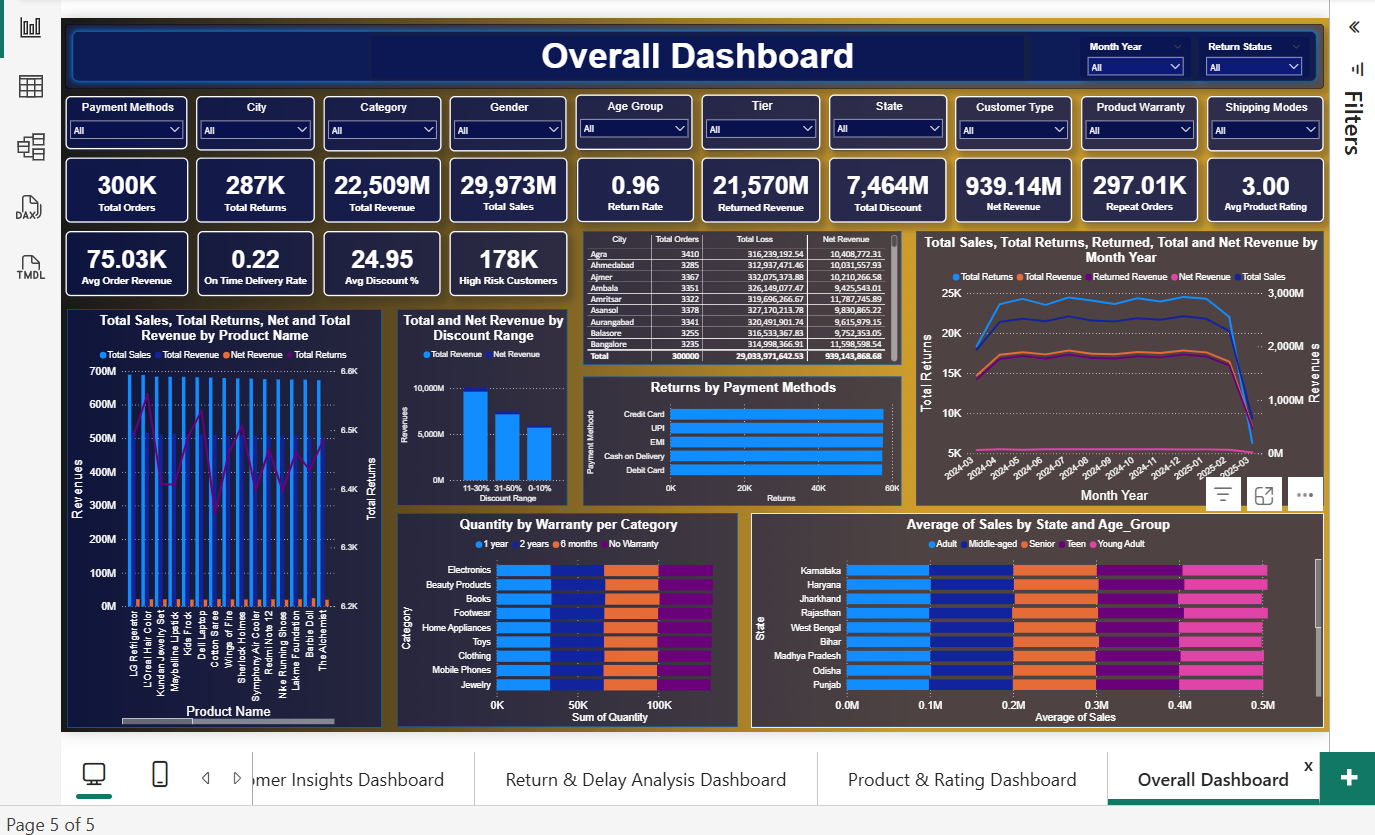 Overall Dashboard
Month Year
All
Return Status
All
Filters
Payment Methods
All
City
All
Category
All
Gender
All
Age Group
All
Tier
All
State
All
Customer Type
All
Product Warranty
All
Shipping Modes
All
300K
Total Orders
287K
Total Returns
22,509M
Total Revenue
29,973M
Total Sales
0.96
Return Rate
21,570M
Returned Revenue
7,464M
Total Discount
939.14M
Net Revenue
297.01K
Repeat Orders
3.00
Avg Product Rating
75.03K
Avg Order Revenue
0.22
On Time Delivery Rate
24.95
Avg Discount %
178K
High Risk Customers
City Total Orders Total Loss Net Revenue
Agra 3410 316,239,192.54 10,408,772.31
Ahmedabad 3285 312,937,471.46 10,031,557.93
Ajmer 3367 332,075,373.88 10,210,266.58
Ambala 3351 326,149,077.47 9,425,543.01
Amritsar 3322 319,696,266.67 11,787,745.89
Asansol 3378 327,170,213.78 9,830,865.22
Aurangabad 3341 320,491,901.74 9,615,979.15
Balasore 3255 316,533,367.83 9,752,353.05
Bangalore 3235 314,998,366.91 11,598,598.54
Total 300000 29,033,971,642.53 939,143,868.68
Total Sales, Total Returns, Returned, Total and Net Revenue by
Month Year
Total Returns Total Revenue Returned Revenue Net Revenue Total Sales
25K
20K
15K
10K
5K
Total Returns
3,000M
2,000M
1,000M
0M
Revenues
2024-03
2024-04
2024-05
2024-06
2024-07
2024-08
2024-09
2024-10
2024-11
2024-12
2025-01
2025-02
2025-03
Month Year
Total Sales, Total Returns, Net and Total
Revenue by Product Name
Total Sales Total Revenue Net Revenue Total Returns
700M
600M
500M
400M
300M
200M
100M
0M
Revenues
6.6K
6.5K
6.4K
6.3K
6.2K
Total Returns
LG Refrigerator
L'Oreal Hair Color
Kundan Jewelry Set
Maybelline Lipstick
Kids Frock
Dell Laptop
Cotton Saree
Wings of Fire
Sherlock Holmes
Symphony Air Cooler
Redmi Note 12
Nike Running Shoes
Lakme Foundation
Barbie Doll
The Alchemist
Product Name
Total and Net Revenue by
Discount Range
Total Revenue Net Revenue
10,000M
5,000M
0M
Revenues
11-30% 31-50% 0-10%
Discount Range
Returns by Payment Methods
Payment Methods
Credit Card
UPI
EMI
Cash on Delivery
Debit Card
0K 20K 40K 60K
Returns
Quantity by Warranty per Category
1 year 2 years 6 months No Warranty
Category
Electronics
Beauty Products
Books
Footwear
Home Appliances
Toys
Clothing
Mobile Phones
Jewelry
0K 50K 100K
Sum of Quantity
Average of Sales by State and Age_Group
Adult Middle-aged Senior Teen Young Adult
State
Karnataka
Haryana
Jharkhand
Rajasthan
West Bengal
Bihar
Madhya Pradesh
Odisha
Punjab
0.0M 0.1M 0.2M 0.3M 0.4M 0.5M
Average of Sales
DAX
TMDL
omer Insights Dashboard
Return & Delay Analysis Dashboard
Product & Rating Dashboard
Overall Dashboard
x
+
Page 5 of 5